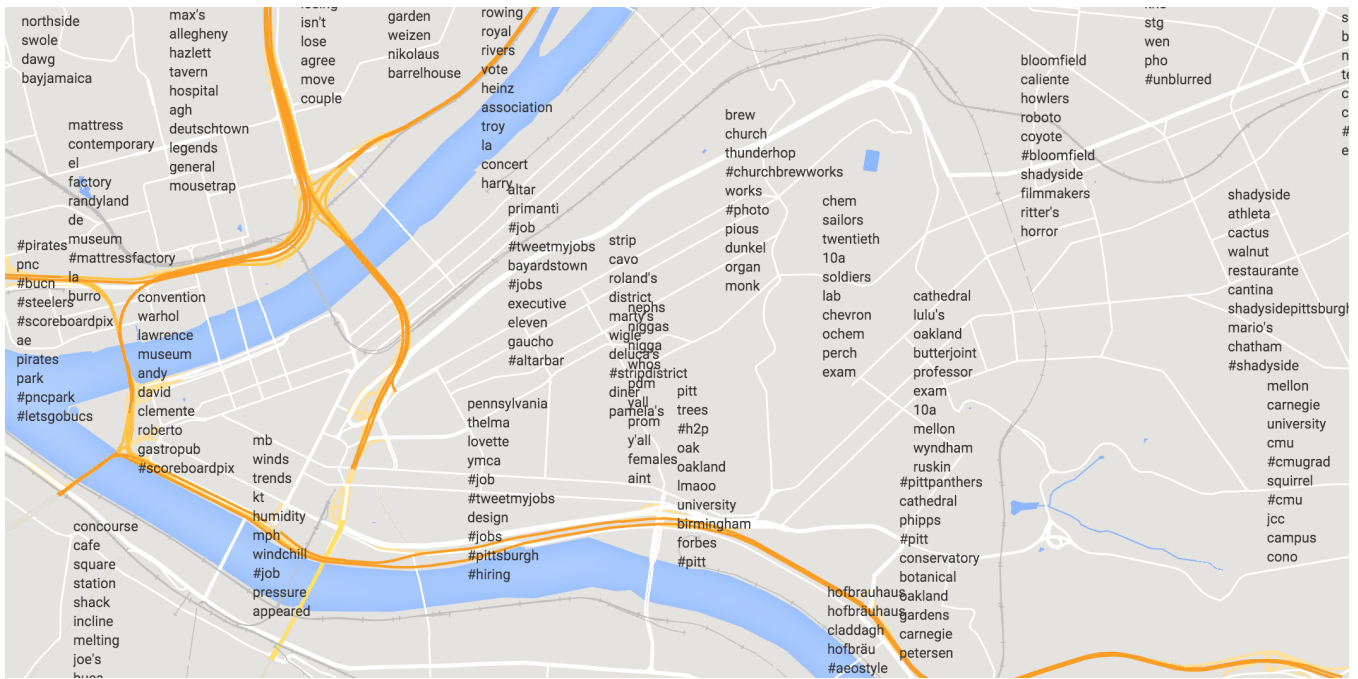 northside
swole
dawg
bayjamaica
max's
allegheny
hazlett
tavern
hospital
agh
deutschtown
legends
general
mousetrap
isn't
lose
agree
move
couple
garden
weizen
nikolaus
barrelhouse
rowing
royal
rivers
vote
heinz
association
troy
la
concert
harry
mattress
contemporary
el
factory
randyland
de
museum
#mattressfactory
la
burro
#pirates
pnc
#bucn
#steelers
#scoreboardpix
ae
pirates
park
#pncpark
#letsgobucs
convention
warhol
lawrence
museum
andy
david
clemente
roberto
gastropub
#scoreboardpix
altar
primanti
#job
#tweetmyjobs
bayardstown
#jobs
executive
eleven
gaucho
#altarbar
strip
cavo
roland's
district
marty's
wigle
deluca's
#stripdistrict
diner
pamela's
nephs
niggas
nigga
whos
pdm
yall
prom
y'all
females
aint
brew
church
thunderhop
#churchbrewworks
works
#photo
pious
dunkel
organ
monk
chem
sailors
twentieth
10a
soldiers
lab
chevron
ochem
perch
exam
cathedral
lulu's
oakland
butterjoint
professor
exam
10a
mellon
wyndham
ruskin
bloomfield
caliente
howlers
roboto
coyote
#bloomfield
shadyside
filmmakers
ritter's
horror
stg
wen
pho
#unblurred
shadyside
athleta
cactus
walnut
restaurante
cantina
shadysidepittsburgh
mario's
chatham
#shadyside
mellon
carnegie
university
cmu
#cmugrad
squirrel
#cmu
jcc
campus
cono
pitt
trees
#h2p
oak
oakland
lmaoo
university
birmingham
forbes
#pitt
pennsylvania
thelma
lovette
ymca
#job
#tweetmyjobs
design
#jobs
#pittsburgh
#hiring
mb
winds
trends
kt
humidity
mph
windchill
#job
pressure
appeared
#pittpanthers
cathedral
phipps
#pitt
conservatory
botanical
oakland
gardens
carnegie
petersen
concourse
cafe
square
station
shack
incline
melting
joe's
hofbrauhaus
hofbräuhaus
claddagh
hofbräu
#aeostyle